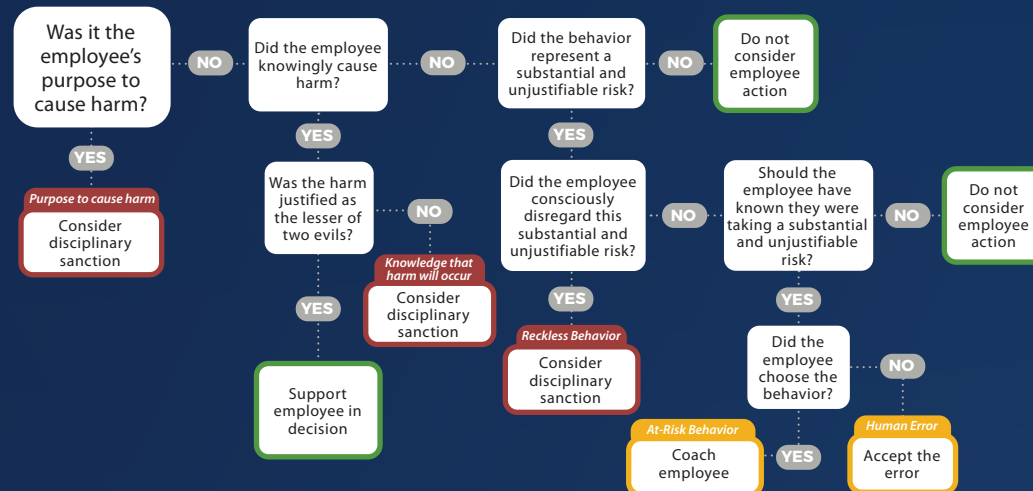 Was it the
employee's
purpose to
cause harm?
NO
Did the employee
knowingly cause
harm?
NO
Did the behavior
represent a
substantial and
unjustifiable risk?
NO
Do not
consider
employee
action
YES
Purpose to cause harm
Consider
disciplinary
sanction
YES
Was the harm
justified as
the lesser of
two evils?
NO
Knowledge that
harm will occur
Consider
disciplinary
sanction
YES
Support
employee in
decision
YES
Did the employee
consciously
disregard this
substantial and
unjustifiable risk?
NO
Should the
employee have
known they were
taking a substantial
and unjustifiable
risk?
NO
Do not
consider
employee
action
YES
Reckless Behavior
Consider
disciplinary
sanction
YES
Did the
employee
choose the
behavior?
NO
Human Error
Accept the
error
YES
At-Risk Behavior
Coach
employee